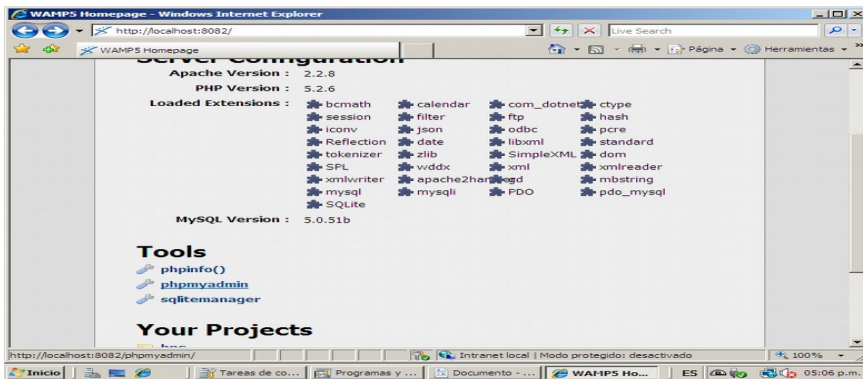 WAMP5 Homepage - Windows Internet Explorer
http://localhost:8082/
Live Search
WAMP5 Homepage
Página
Herramientas
Server Configuration
Apache Version : 2.2.8
PHP Version : 5.2.6
Loaded Extensions : bcmath calendar com_dotnet ctype
session filter ftp hash
iconv json odbc pcre
Reflection date libxml standard
tokenizer zlib SimpleXML dom
SPL wddx xml xmlreader
xmlwriter apache2handler gd mbstring
mysql mysqli PDO pdo_mysql
SQLite
MySQL Version : 5.0.51b
Tools
phpinfo()
phpmyadmin
sqlitemanager
Your Projects
http://localhost:8082/phpmyadmin/
Intranet local | Modo protegido: desactivado
100%
Inicio
Tareas de co...
Programas y ...
Documento - ...
WAMP5 Ho...
ES
05:06 p.m.